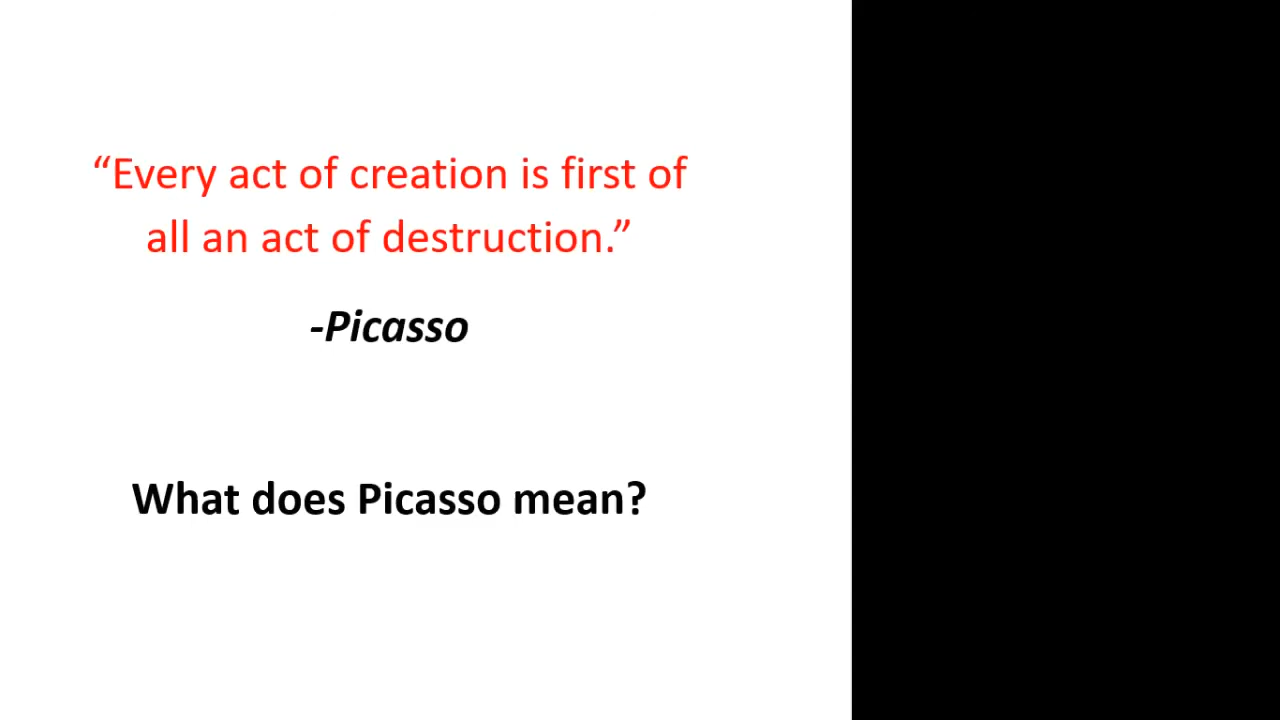 “Every act of creation is first of
all an act of destruction.”
-Picasso
What does Picasso mean?